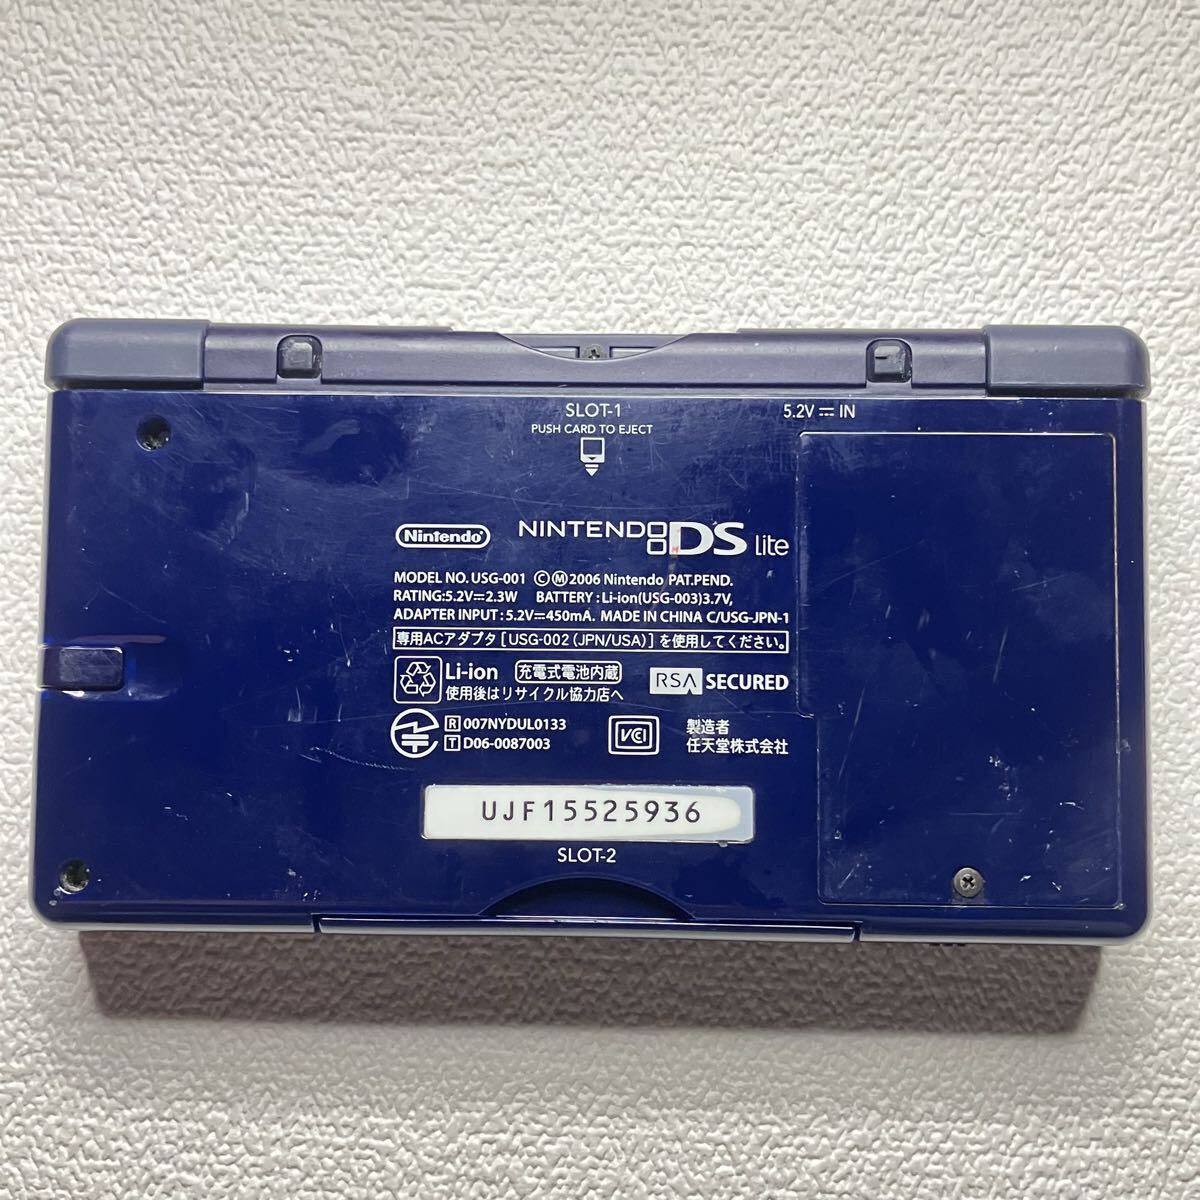 SLOT-1
5.2V⎓IN
PUSH CARD TO EJECT
Nintendo
NINTENDO DS Lite
MODEL NO. USG-001 ⒸⓂ2006 Nintendo PAT.PEND.
RATING:5.2V⎓2.3W BATTERY : Li-ion(USG-003)3.7V,
ADAPTER INPUT : 5.2V⎓450mA. MADE IN CHINA C/USG-JPN-1
専用ACアダプタ[USG-002 (JPN/USA)]を使用してください。
Li-ion 充電式電池内蔵
使用後はリサイクル協力店へ
RSA SECURED
R 007NYDUL0133
T D06-0087003
VCI
製造者
任天堂株式会社
UJF15525936
SLOT-2